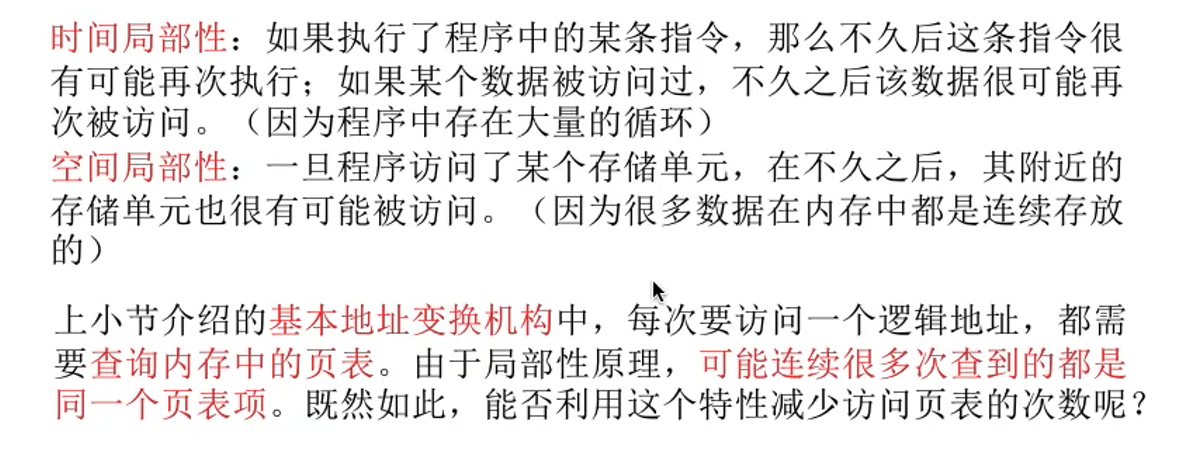 时间局部性：如果执行了程序中的某条指令，那么不久后这条指令很
有可能再次执行；如果某个数据被访问过，不久之后该数据很可能再
次被访问。（因为程序中存在大量的循环）
空间局部性：一旦程序访问了某个存储单元，在不久之后，其附近的
存储单元也很有可能被访问。（因为很多数据在内存中都是连续存放
的）
上小节介绍的基本地址变换机构中，每次要访问一个逻辑地址，都需
要查询内存中的页表。由于局部性原理，可能连续很多次查到的都是
同一个页表项。既然如此，能否利用这个特性减少访问页表的次数呢？